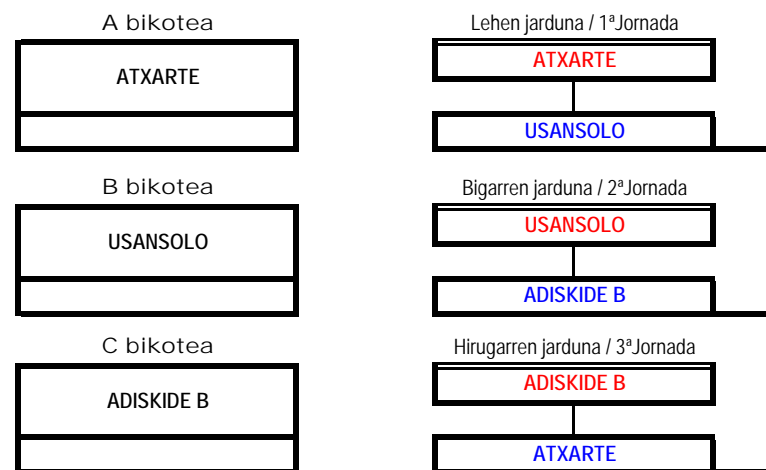 A bikotea
ATXARTE
B bikotea
USANSOLO
C bikotea
ADISKIDE B
Lehen jarduna / 1ªJornada
ATXARTE
USANSOLO
Bigarren jarduna / 2ªJornada
USANSOLO
ADISKIDE B
Hirugarren jarduna / 3ªJornada
ADISKIDE B
ATXARTE